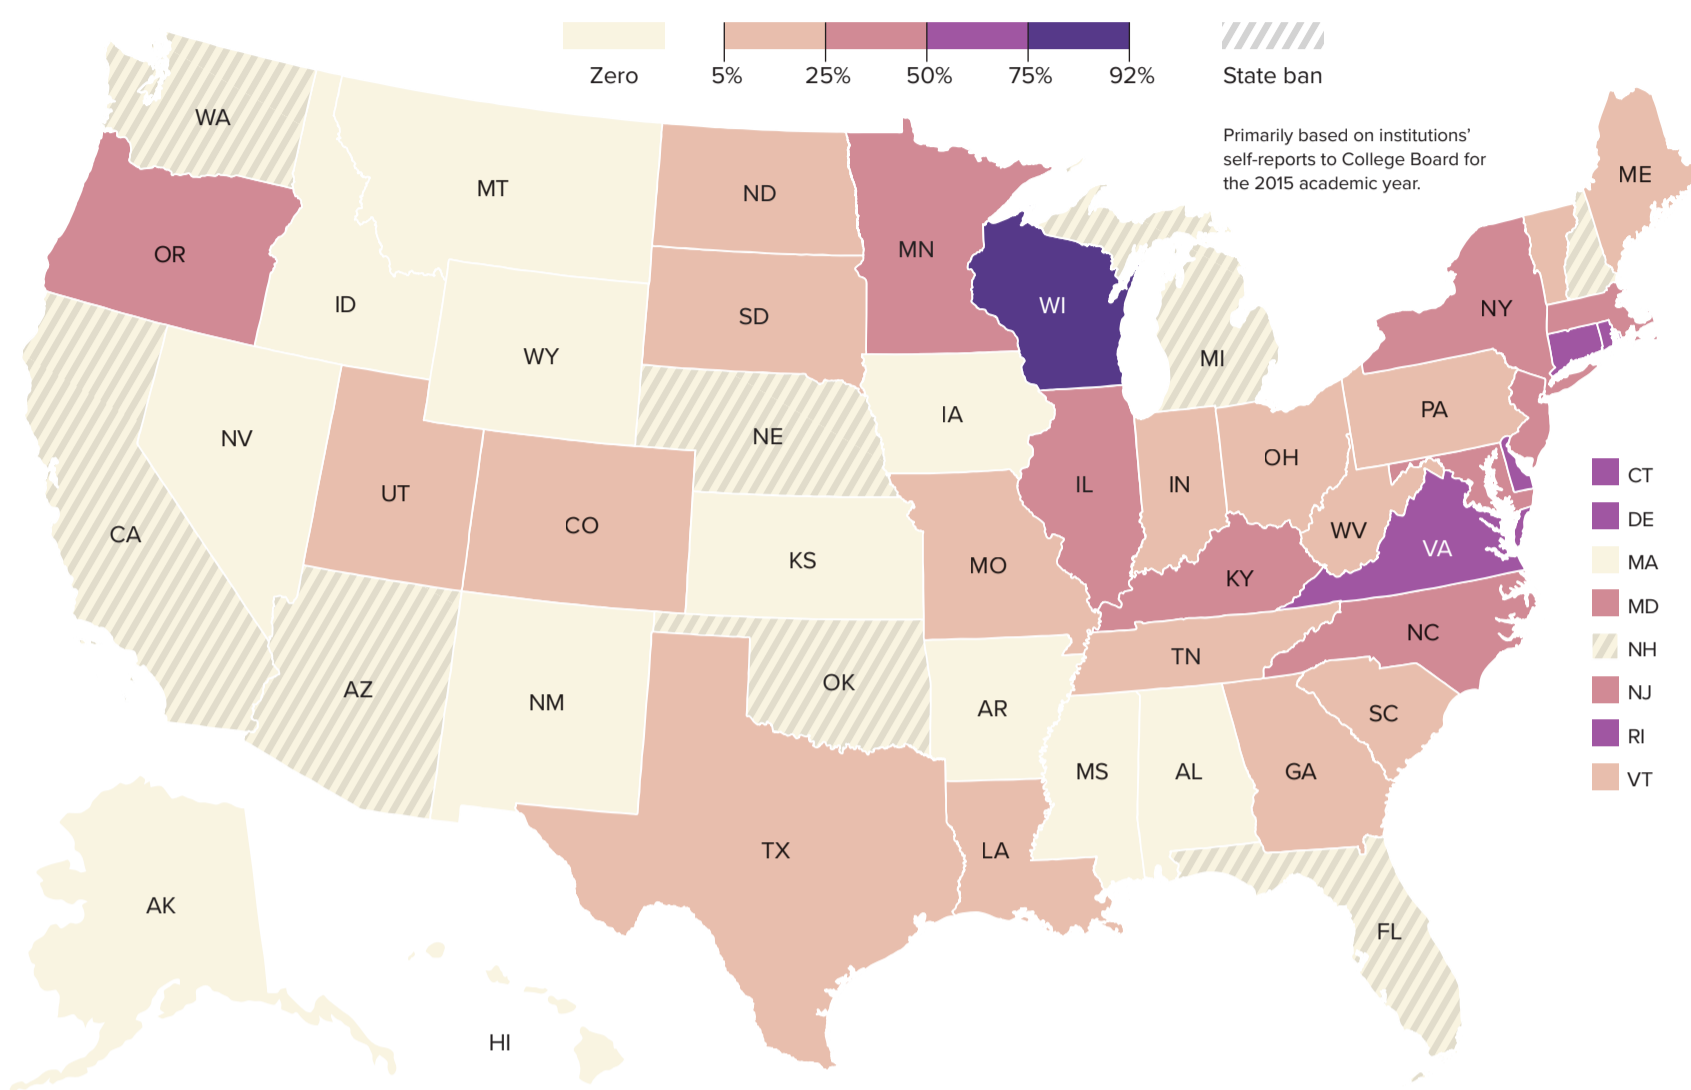 Zero
5%
25%
50%
75%
92%
State ban
Primarily based on institutions’
self-reports to College Board for
the 2015 academic year.
WA
OR
MT
ID
WY
ND
SD
MN
WI
MI
NY
ME
NV
UT
CA
CO
NE
IA
KS
MO
IL
IN
OH
PA
WV
VA
KY
NC
TN
SC
AZ
NM
OK
AR
TX
LA
MS
AL
GA
FL
AK
HI
CT
DE
MA
MD
NH
NJ
RI
VT